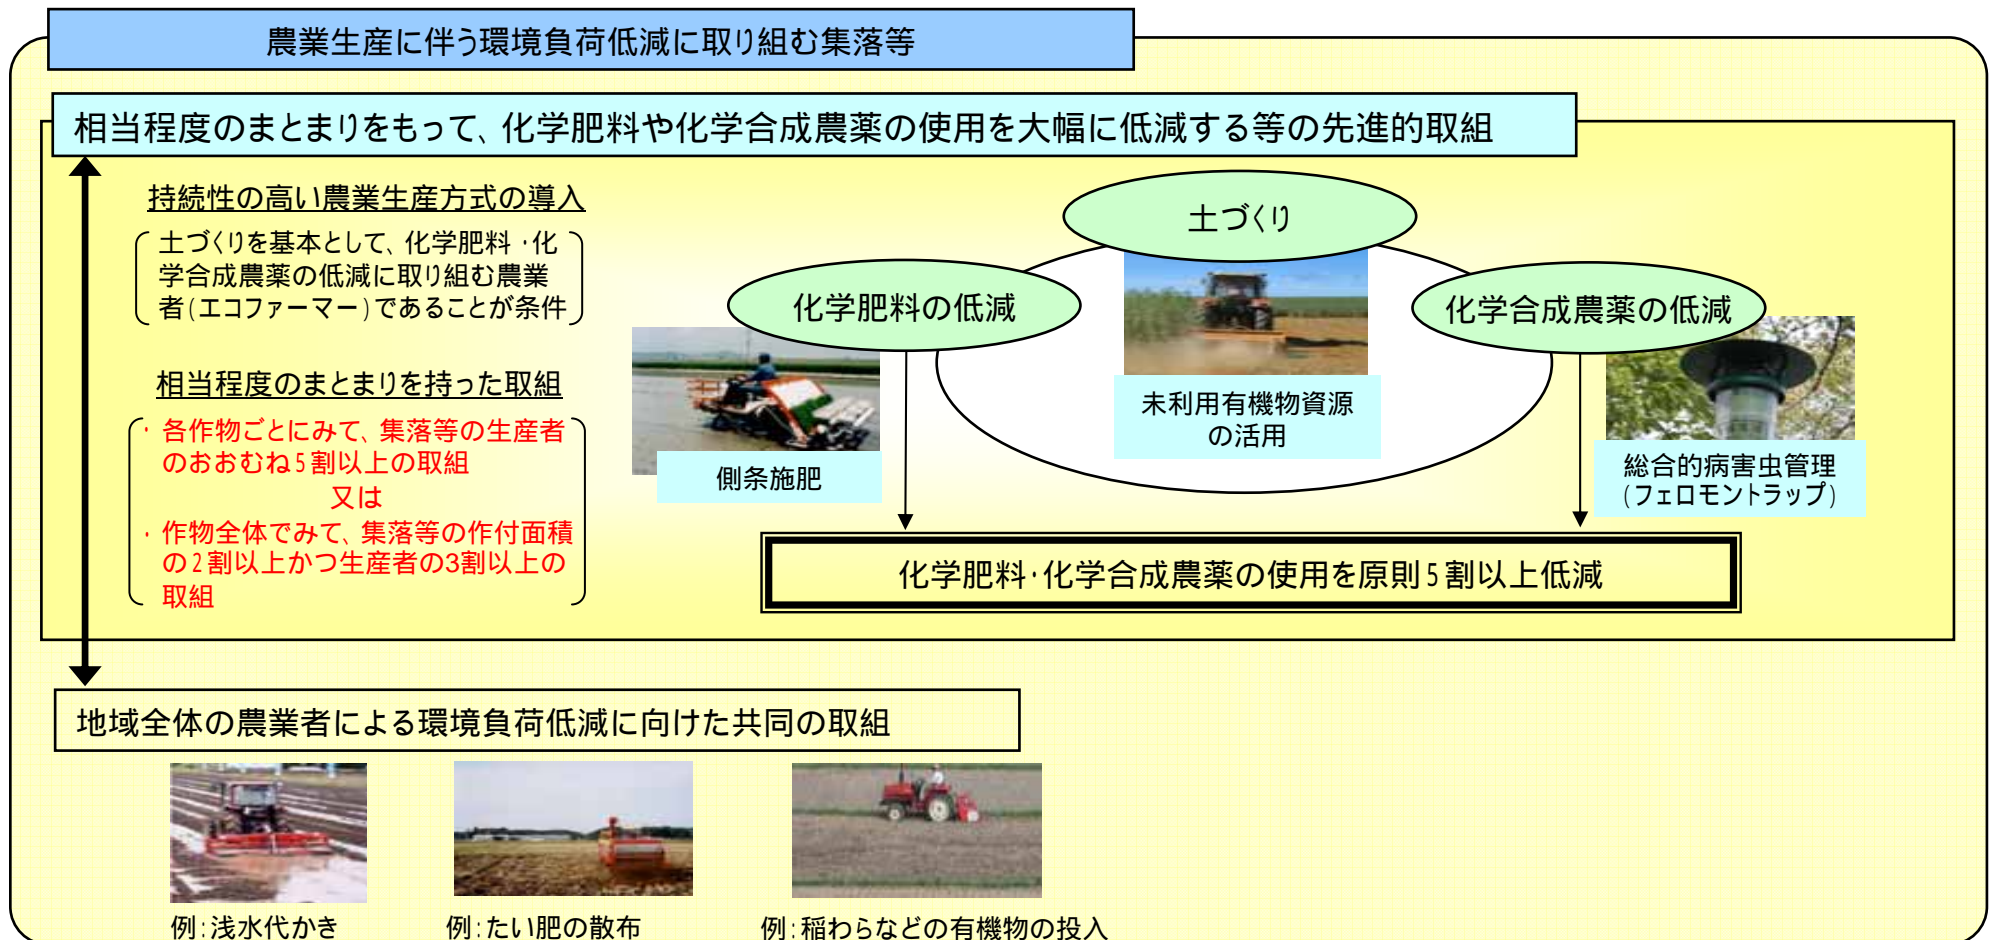 農業生産に伴う環境負荷低減に取り組む集落等
相当程度のまとまりをもって、化学肥料や化学合成農薬の使用を大幅に低減する等の先進的取組
持続性の高い農業生産方式の導入
土づくりを基本として、化学肥料・化
学合成農薬の低減に取り組む農業
者(エコファーマー)であることが条件
相当程度のまとまりを持った取組
・各作物ごとにみて、集落等の生産者
のおおむね5割以上の取組
又は
・作物全体でみて、集落等の作付面積
の2割以上かつ生産者の3割以上の
取組
土づくり
化学肥料の低減
化学合成農薬の低減
未利用有機物資源
の活用
側条施肥
総合的病害虫管理
(フェロモントラップ)
化学肥料・化学合成農薬の使用を原則5割以上低減
地域全体の農業者による環境負荷低減に向けた共同の取組
例:浅水代かき
例:たい肥の散布
例:稲わらなどの有機物の投入